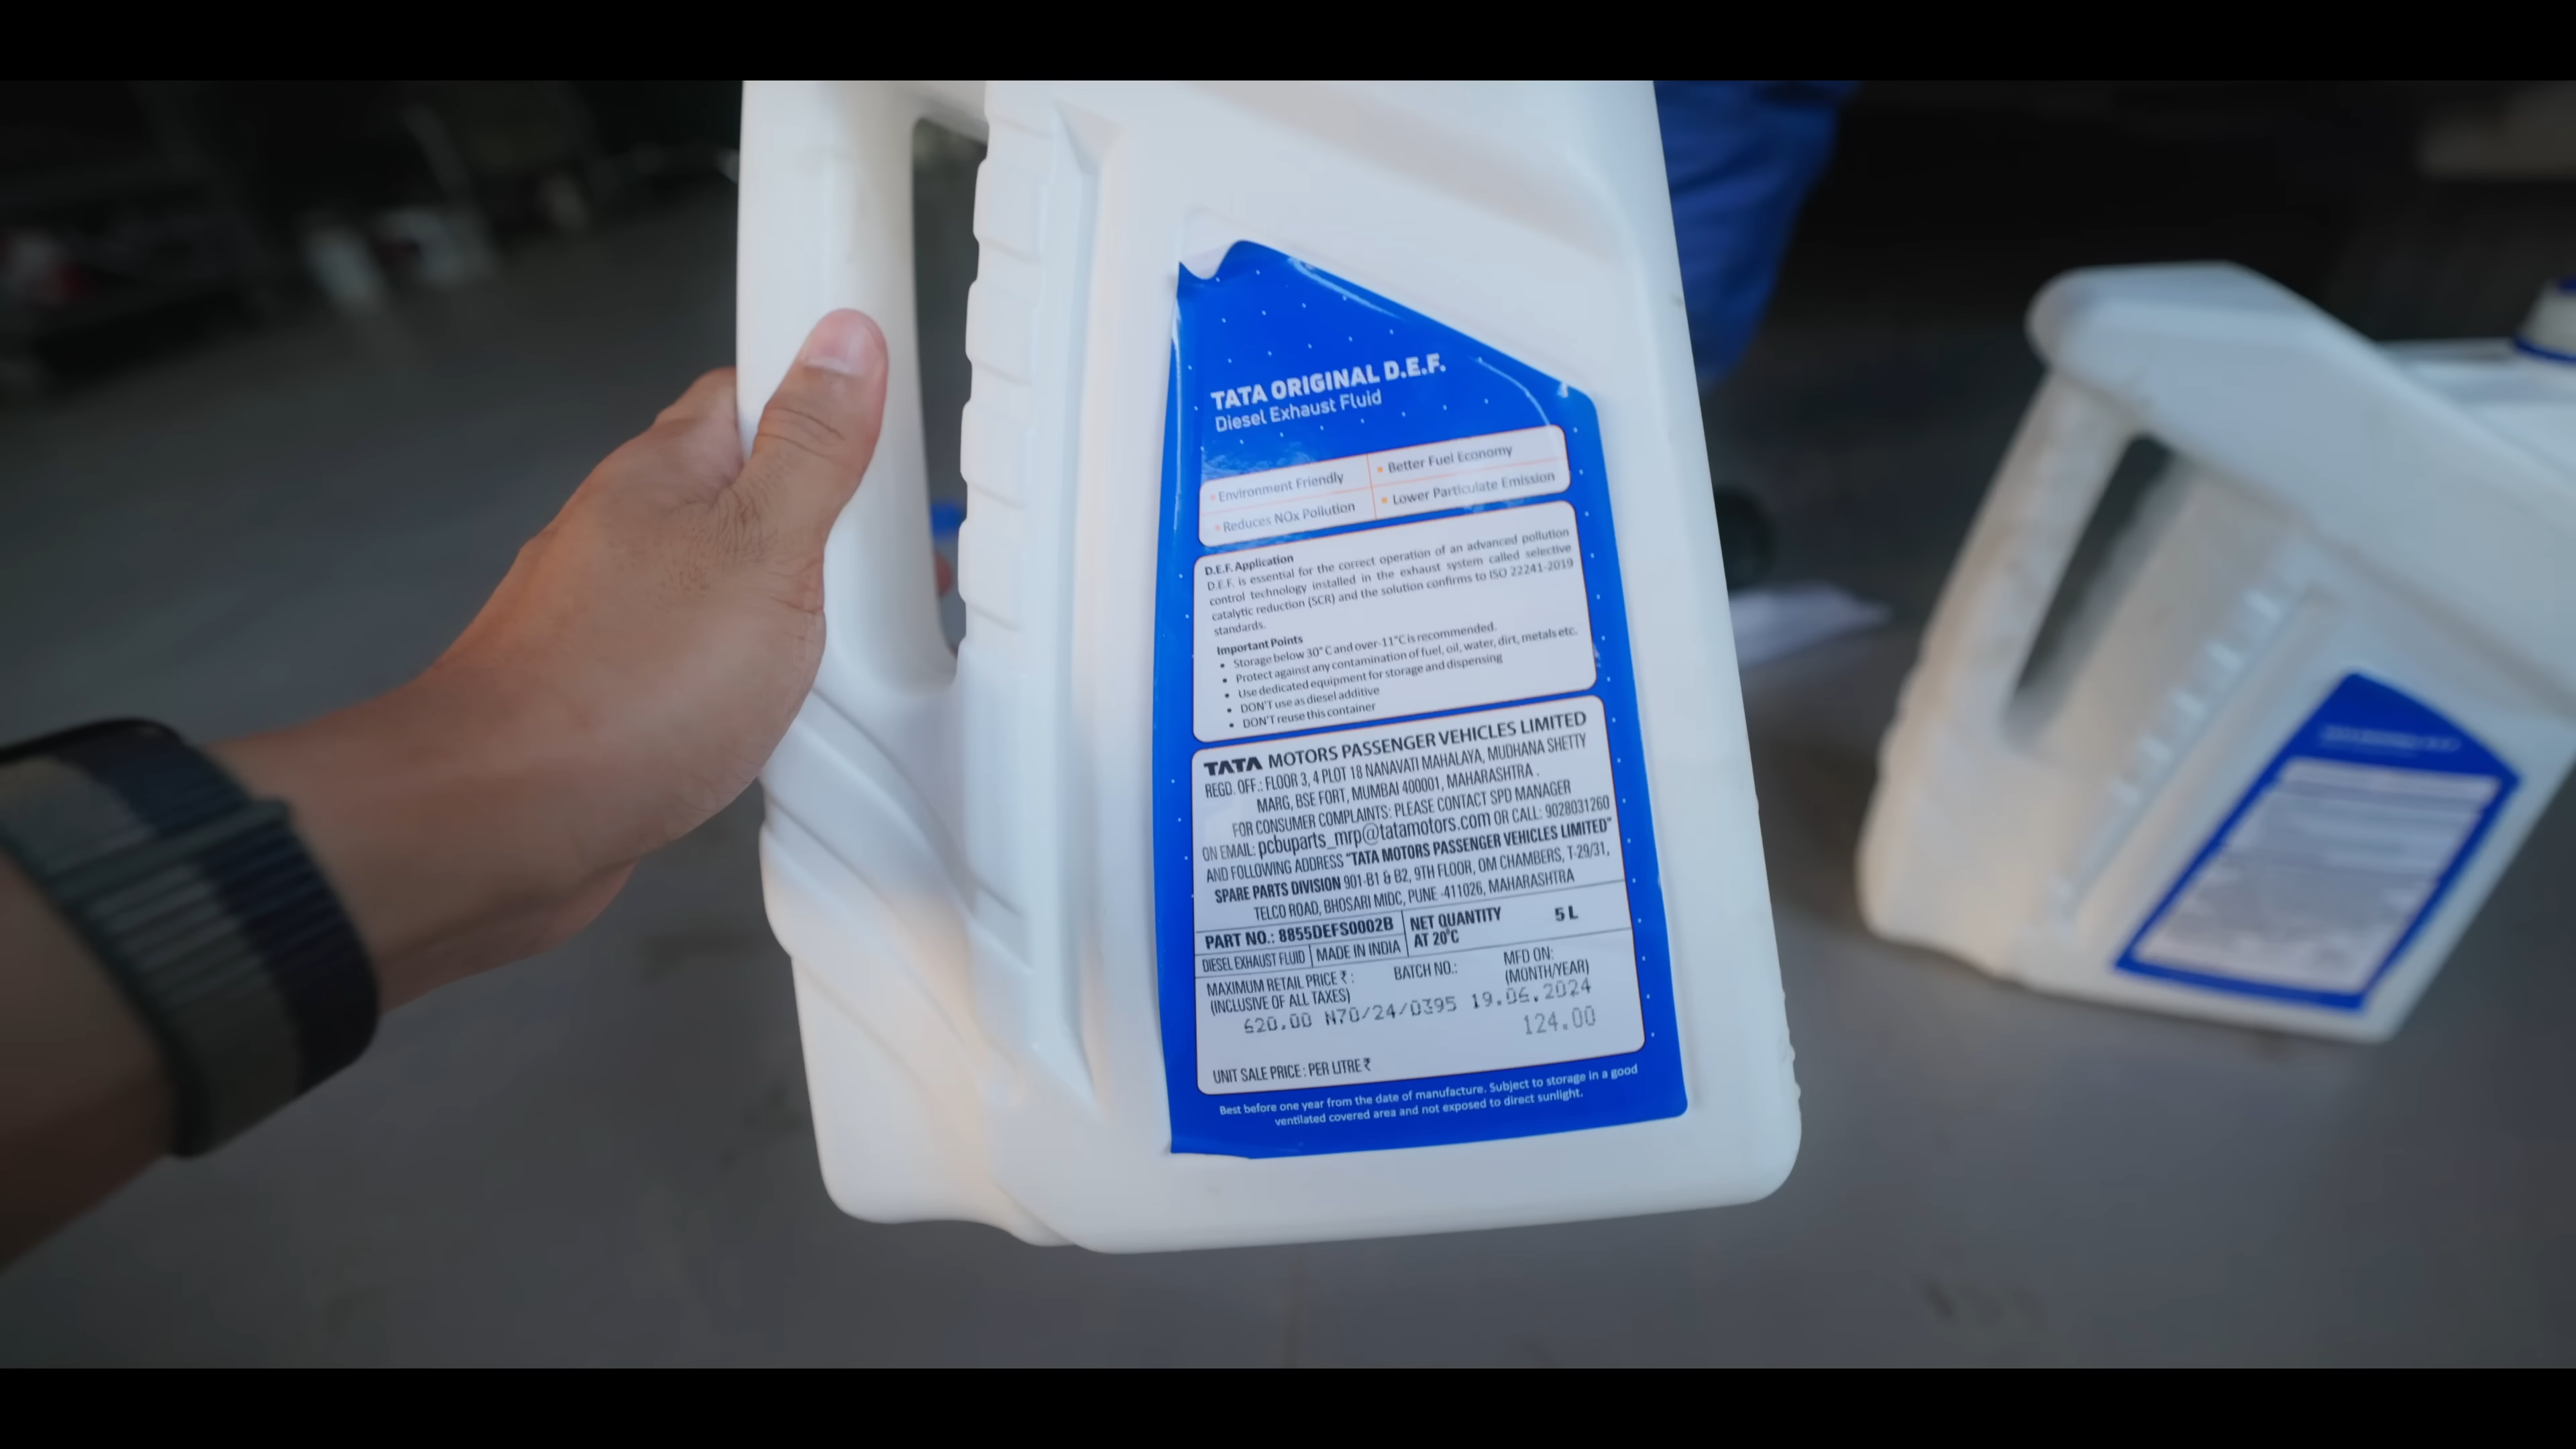 TATA ORIGINAL D.E.F.
Diesel Exhaust Fluid
• Environment Friendly • Better Fuel Economy
• Reduces NOx Pollution • Lower Particulate Emission
D.E.F. Application
D.E.F. is essential for the correct operation of an advanced pollution
control technology installed in the exhaust system called selective
catalytic reduction (SCR) and the solution confirms to ISO 22241-2019
standards.
Important Points
• Storage below 30°C and over-11°C is recommended.
• Protect against any contamination of fuel, oil, water, dirt, metals etc.
• Use dedicated equipment for storage and dispensing
• DON'T use as diesel additive
• DON'T reuse this container
TATA MOTORS PASSENGER VEHICLES LIMITED
REGD. OFF.: FLOOR 3, 4 PLOT 18 NANAVATI MAHALAYA, MUDHANA SHETTY
MARG, BSE FORT, MUMBAI 400001, MAHARASHTRA .
FOR CONSUMER COMPLAINTS: PLEASE CONTACT SPD MANAGER
ON EMAIL: pcbuparts_mrp@tatamotors.com OR CALL: 9028031260
AND FOLLOWING ADDRESS "TATA MOTORS PASSENGER VEHICLES LIMITED"
SPARE PARTS DIVISION 901-B1 & B2, 9TH FLOOR, OM CHAMBERS, T-29/31,
TELCO ROAD, BHOSARI MIDC, PUNE -411026, MAHARASHTRA
PART NO.: 8855DEFS0002B NET QUANTITY 5 L
DIESEL EXHAUST FLUID MADE IN INDIA AT 20°C
MAXIMUM RETAIL PRICE ₹ : BATCH NO.: MFD ON:
(INCLUSIVE OF ALL TAXES) (MONTH/YEAR)
620.00 N70/24/0395 19.06.2024
124.00
UNIT SALE PRICE : PER LITRE ₹
Best before one year from the date of manufacture. Subject to storage in a good
ventilated covered area and not exposed to direct sunlight.